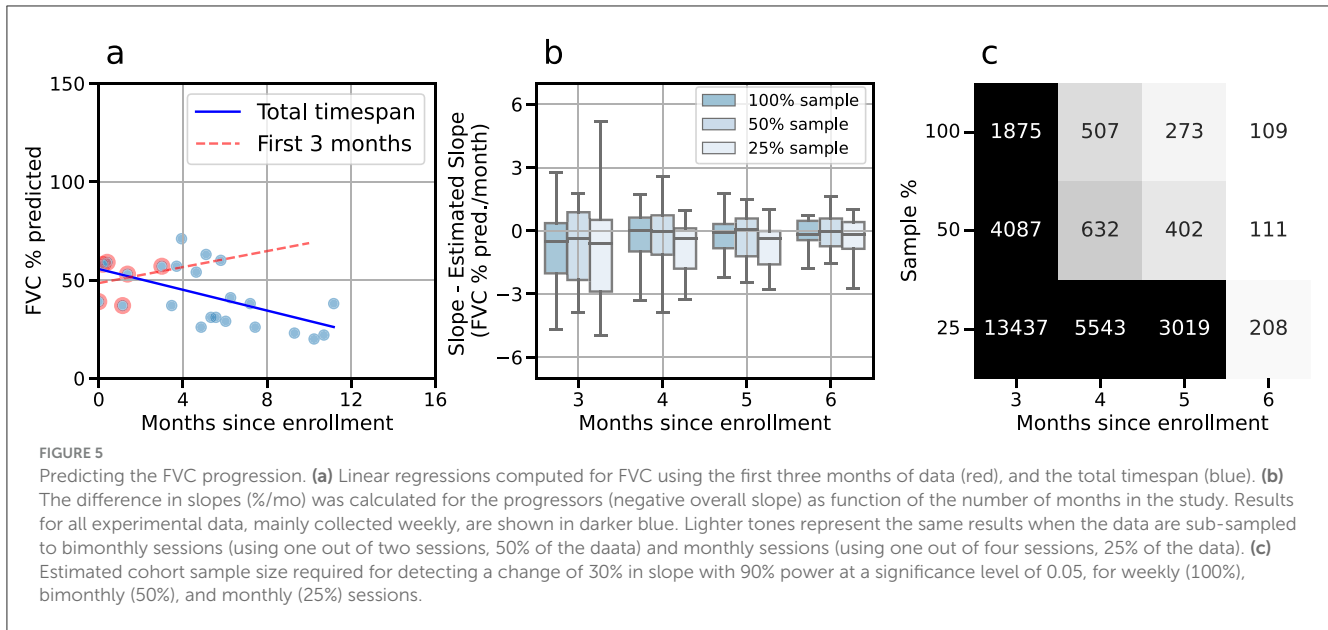 a
150
100
50
0
FVC % predicted
Total timespan
First 3 months
0 4 8 12 16
Months since enrollment
b
6
3
0
−3
−6
Slope - Estimated Slope
(FVC % pred./month)
100% sample
50% sample
25% sample
3 4 5 6
Months since enrollment
c
Sample %
100 1875 507 273 109
50 4087 632 402 111
25 13437 5543 3019 208
3 4 5 6
Months since enrollment
FIGURE 5
Predicting the FVC progression. (a) Linear regressions computed for FVC using the first three months of data (red), and the total timespan (blue). (b)
The difference in slopes (%/mo) was calculated for the progressors (negative overall slope) as function of the number of months in the study. Results
for all experimental data, mainly collected weekly, are shown in darker blue. Lighter tones represent the same results when the data are sub-sampled
to bimonthly sessions (using one out of two sessions, 50% of the daata) and monthly sessions (using one out of four sessions, 25% of the data). (c)
Estimated cohort sample size required for detecting a change of 30% in slope with 90% power at a significance level of 0.05, for weekly (100%),
bimonthly (50%), and monthly (25%) sessions.